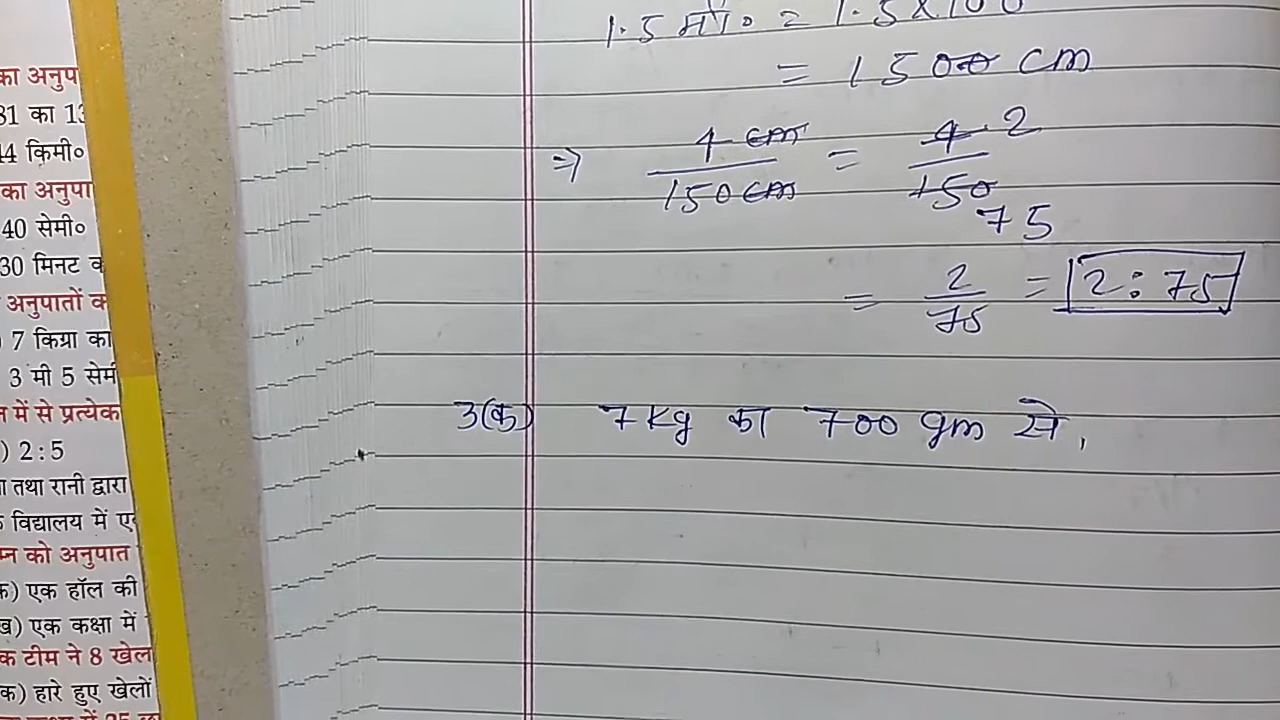 का अनुपा
31 का 13
44 किमी०
का अनुपा
40 सेमी०
30 मिनट क
अनुपातों क
) 7 किग्रा का
3 मी 5 सेमी
में से प्रत्येक
) 2:5
तथा रानी द्वारा
विद्यालय में ए
म्न को अनुपात
क) एक हॉल की
ख) एक कक्षा में
क टीम ने 8 खेल
क) हारे हुए खेलों
1.5 मी० = 1.5×100
= 1500 cm
⇒ 4 cm / 150 cm = 4 2 / 150 75
= 2/75 = 2:75
3(क) 7 kg का 700 gm से,